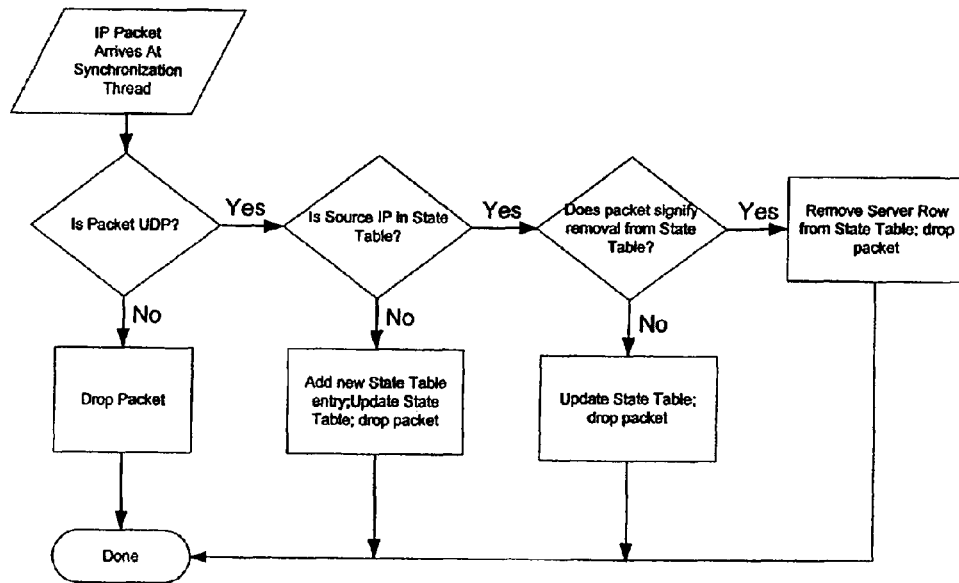 IP Packet
Arrives At
Synchronization
Thread
Is Packet UDP?
Yes
Is Source IP in State
Table?
Yes
Does packet signify
removal from State
Table?
Yes
Remove Server Row
from State Table; drop
packet
No
No
No
Drop Packet
Add new State Table
entry;Update State
Table; drop packet
Update State Table;
drop packet
Done